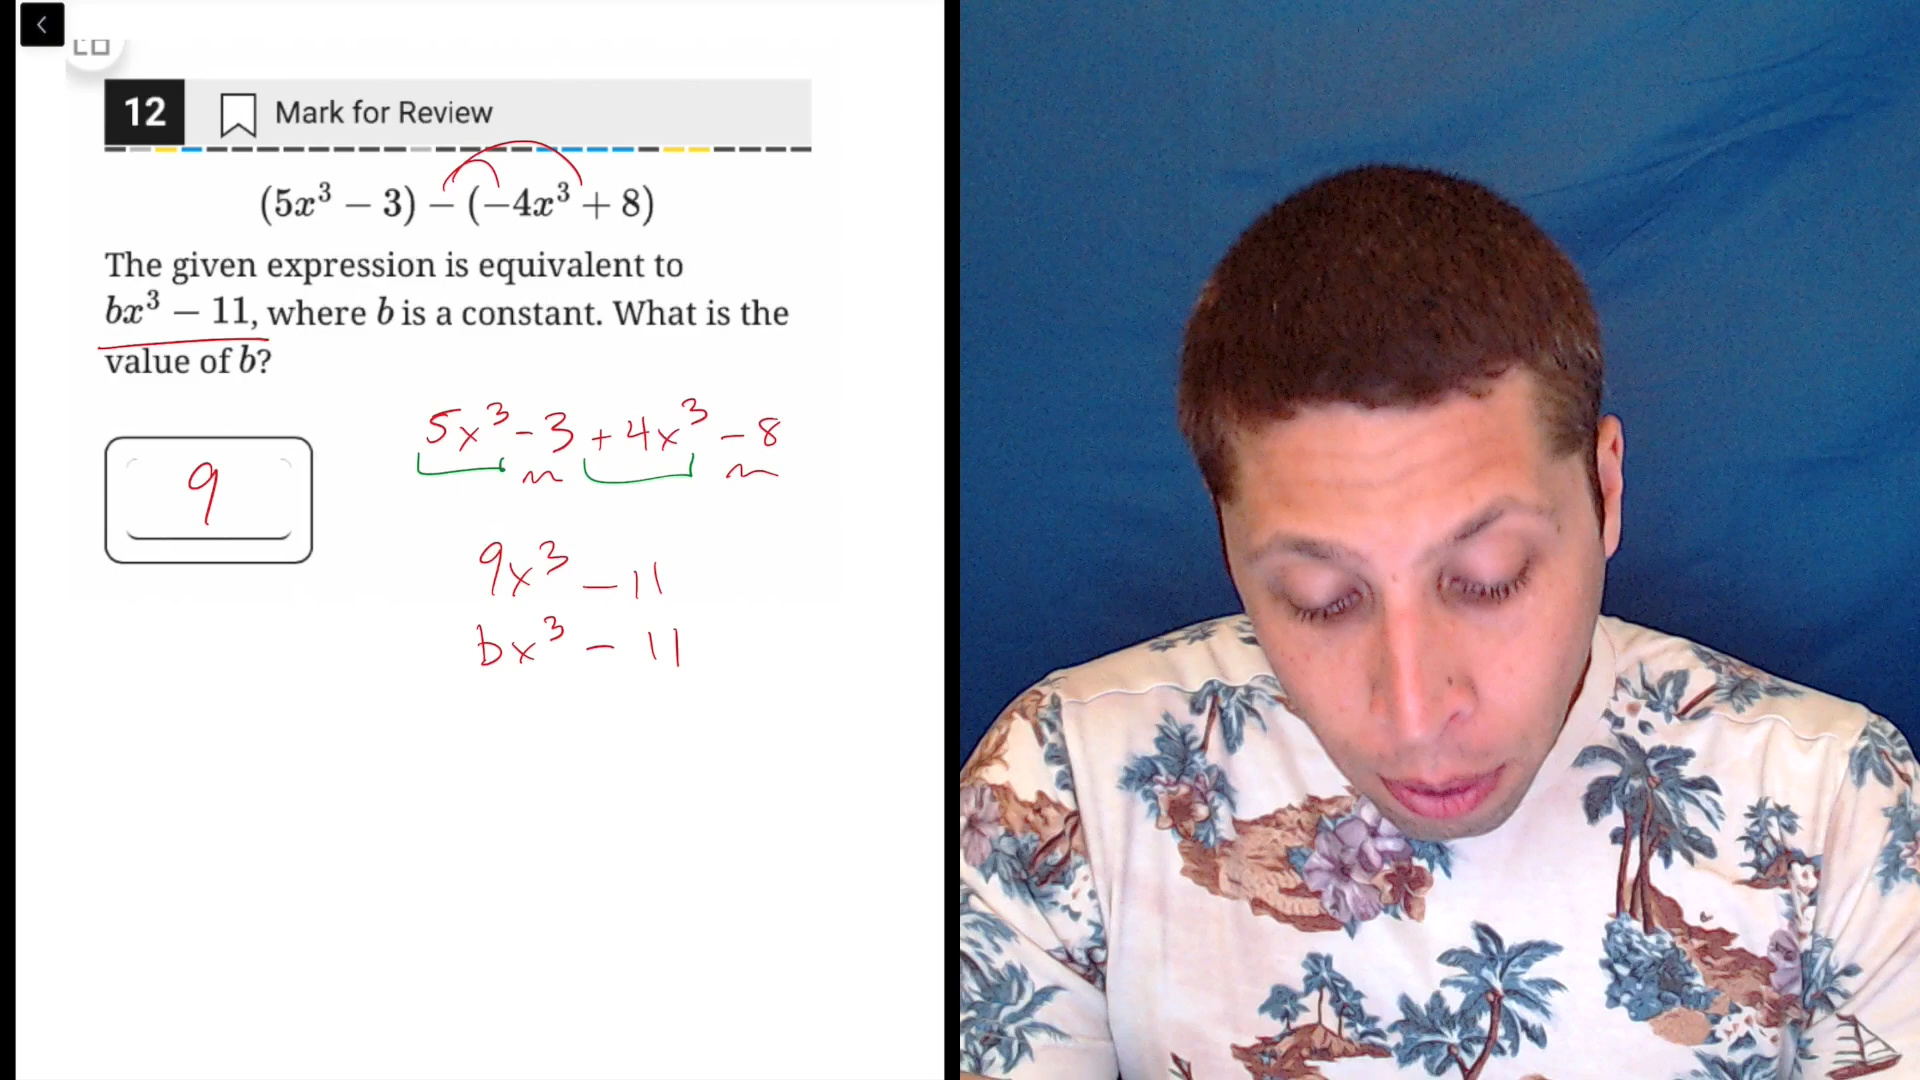 12 Mark for Review
(5x³ − 3) − (−4x³ + 8)
The given expression is equivalent to
bx³ − 11, where b is a constant. What is the
value of b?
5x³ - 3 + 4x³ - 8
9
9x³ - 11
bx³ - 11